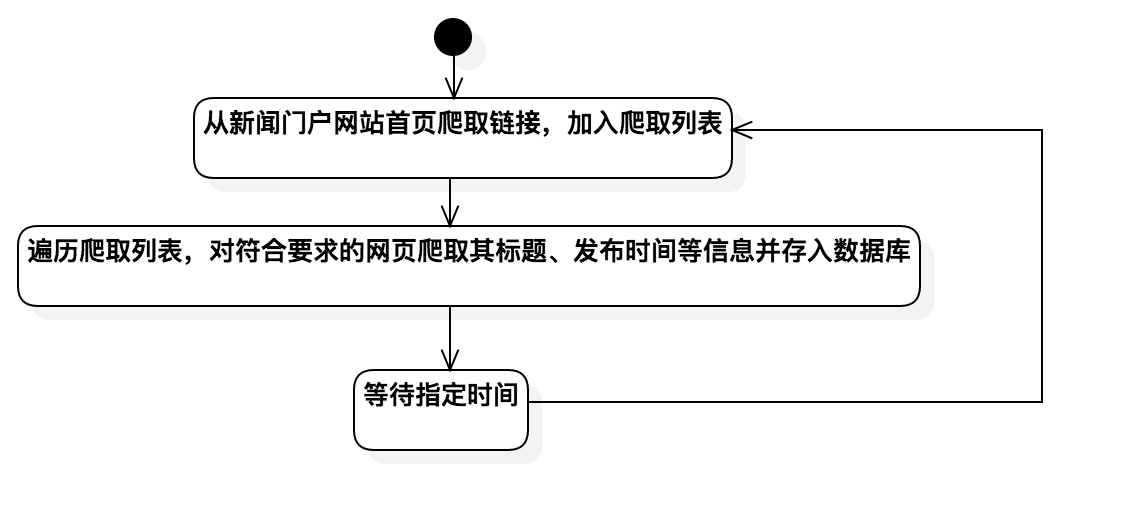 从新闻门户网站首页爬取链接，加入爬取列表
遍历爬取列表，对符合要求的网页爬取其标题、发布时间等信息并存入数据库
等待指定时间